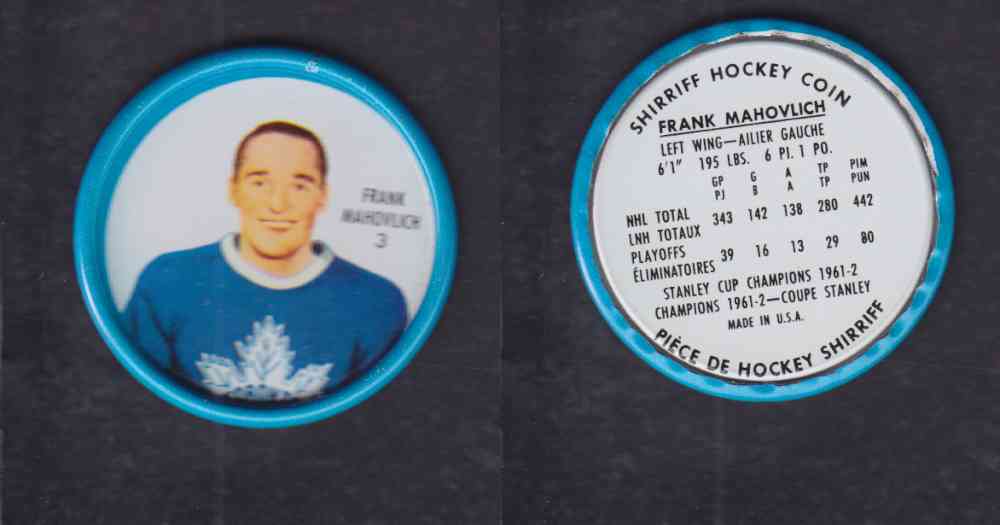 FRANK
MAHOVLICH
3
SHIRRIFF HOCKEY COIN
FRANK MAHOVLICH
LEFT WING—AILIER GAUCHE
6'1" 195 LBS. 6 PI. 1 PO.
GP G A TP PIM
PJ B A TP PUN
NHL TOTAL
LNH TOTAUX 343 142 138 280 442
PLAYOFFS
ÉLIMINATOIRES 39 16 13 29 80
STANLEY CUP CHAMPIONS 1961-2
CHAMPIONS 1961-2—COUPE STANLEY
MADE IN U.S.A.
PIÈCE DE HOCKEY SHIRRIFF